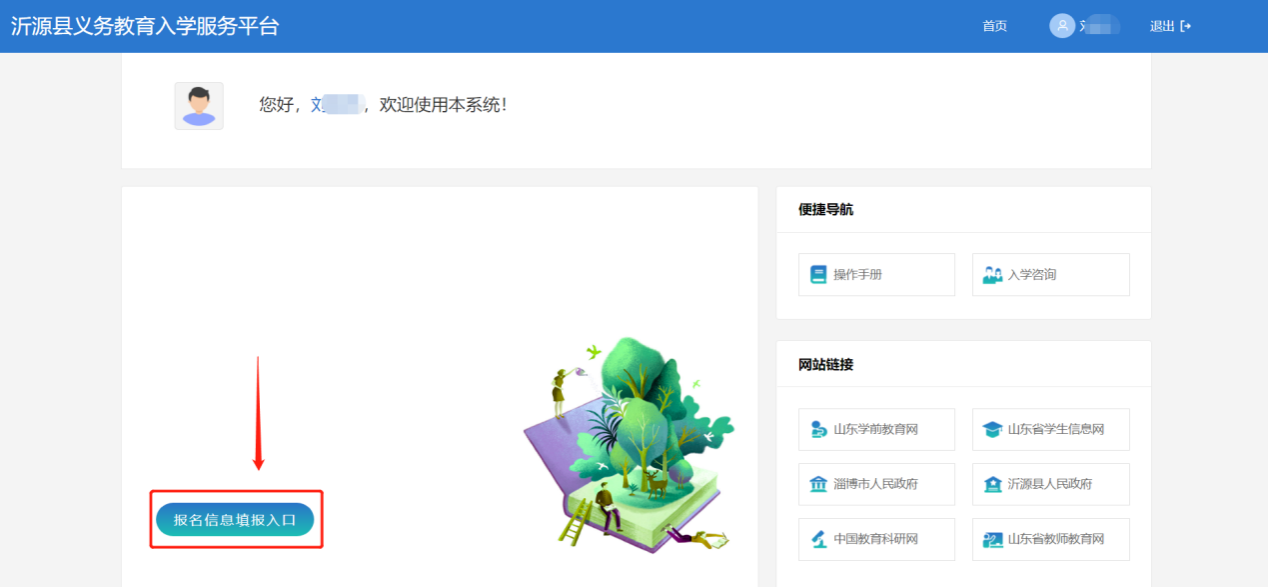 沂源县义务教育入学服务平台
首页
退出
您好，刘，欢迎使用本系统！
便捷导航
操作手册
入学咨询
网站链接
山东学前教育网
山东省学生信息网
淄博市人民政府
沂源县人民政府
中国教育科研网
山东省教师教育网
报名信息填报入口